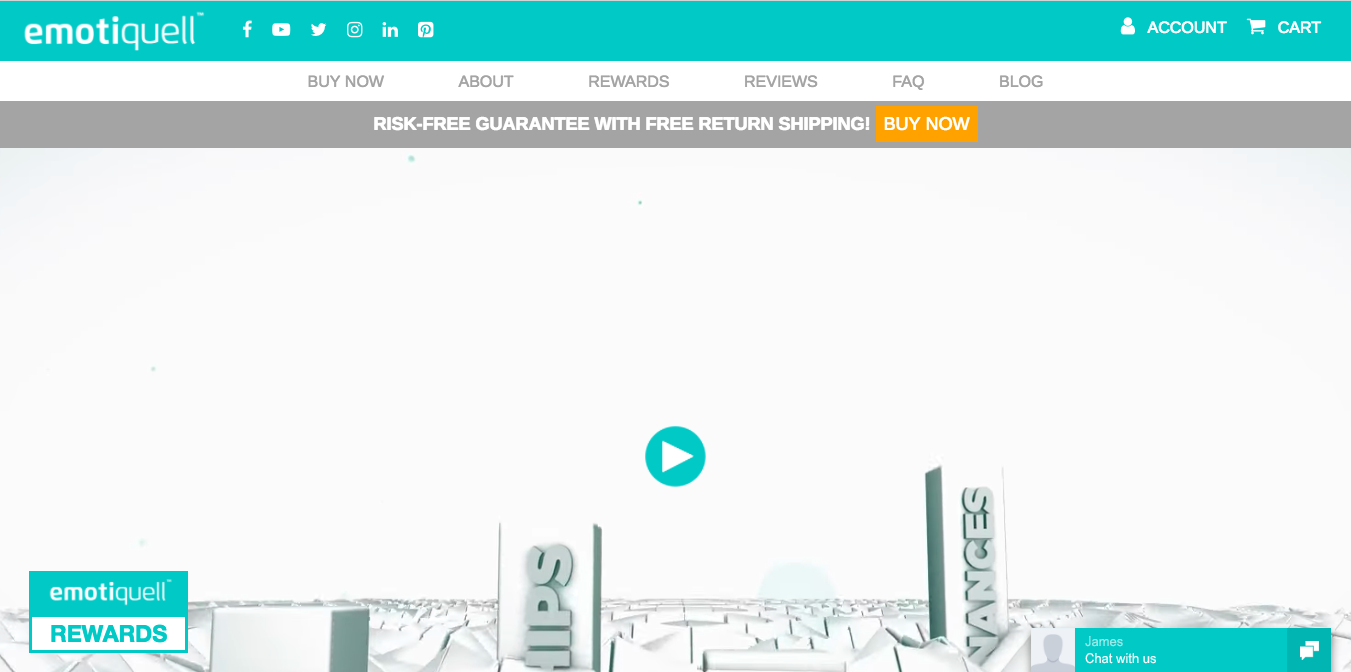 emotiquell™
ACCOUNT CART
BUY NOW ABOUT REWARDS REVIEWS FAQ BLOG
RISK-FREE GUARANTEE WITH FREE RETURN SHIPPING! BUY NOW
HIPS
NANCES
emotiquell™
REWARDS
James
Chat with us